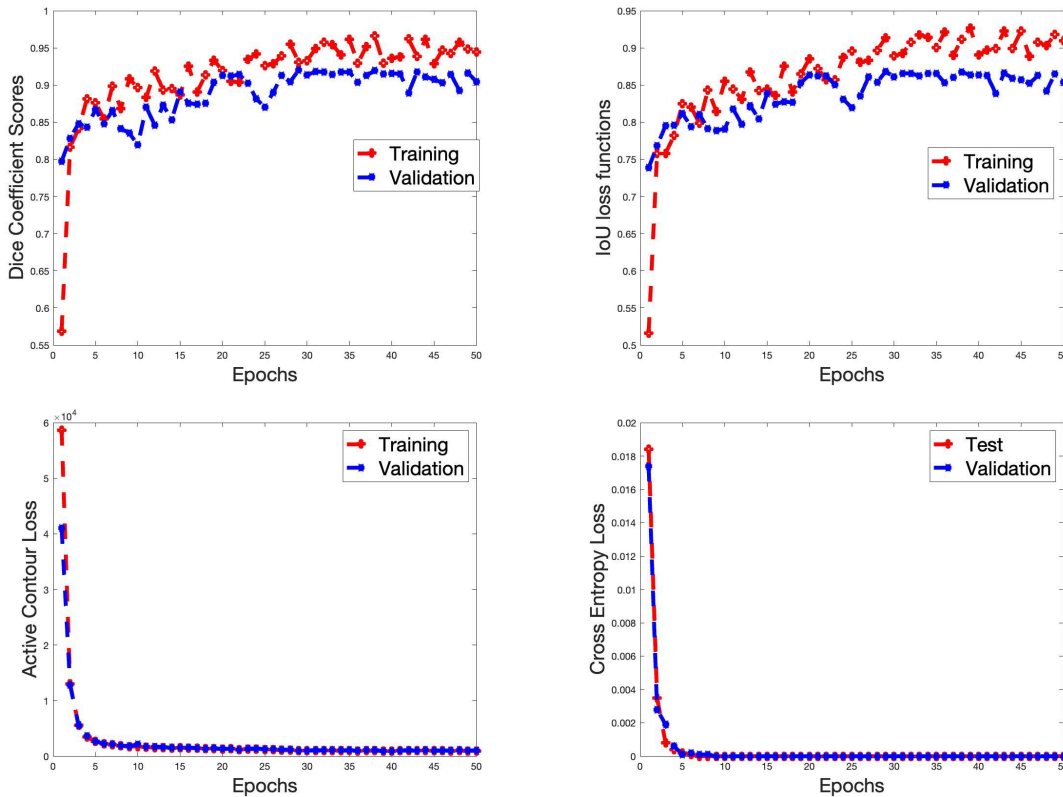 1
0.95
0.9
0.85
0.8
0.75
0.7
0.65
0.6
0.55
0 5 10 15 20 25 30 35 40 45 50
Dice Coefficient Scores
Epochs
Training
Validation
0.95
0.9
0.85
0.8
0.75
0.7
0.65
0.6
0.55
0.5
0 5 10 15 20 25 30 35 40 45 50
IoU loss functions
Epochs
Training
Validation
×10^4
6
5
4
3
2
1
0
0 5 10 15 20 25 30 35 40 45 50
Active Contour Loss
Epochs
Training
Validation
0.02
0.018
0.016
0.014
0.012
0.01
0.008
0.006
0.004
0.002
0
0 5 10 15 20 25 30 35 40 45 50
Cross Entropy Loss
Epochs
Test
Validation